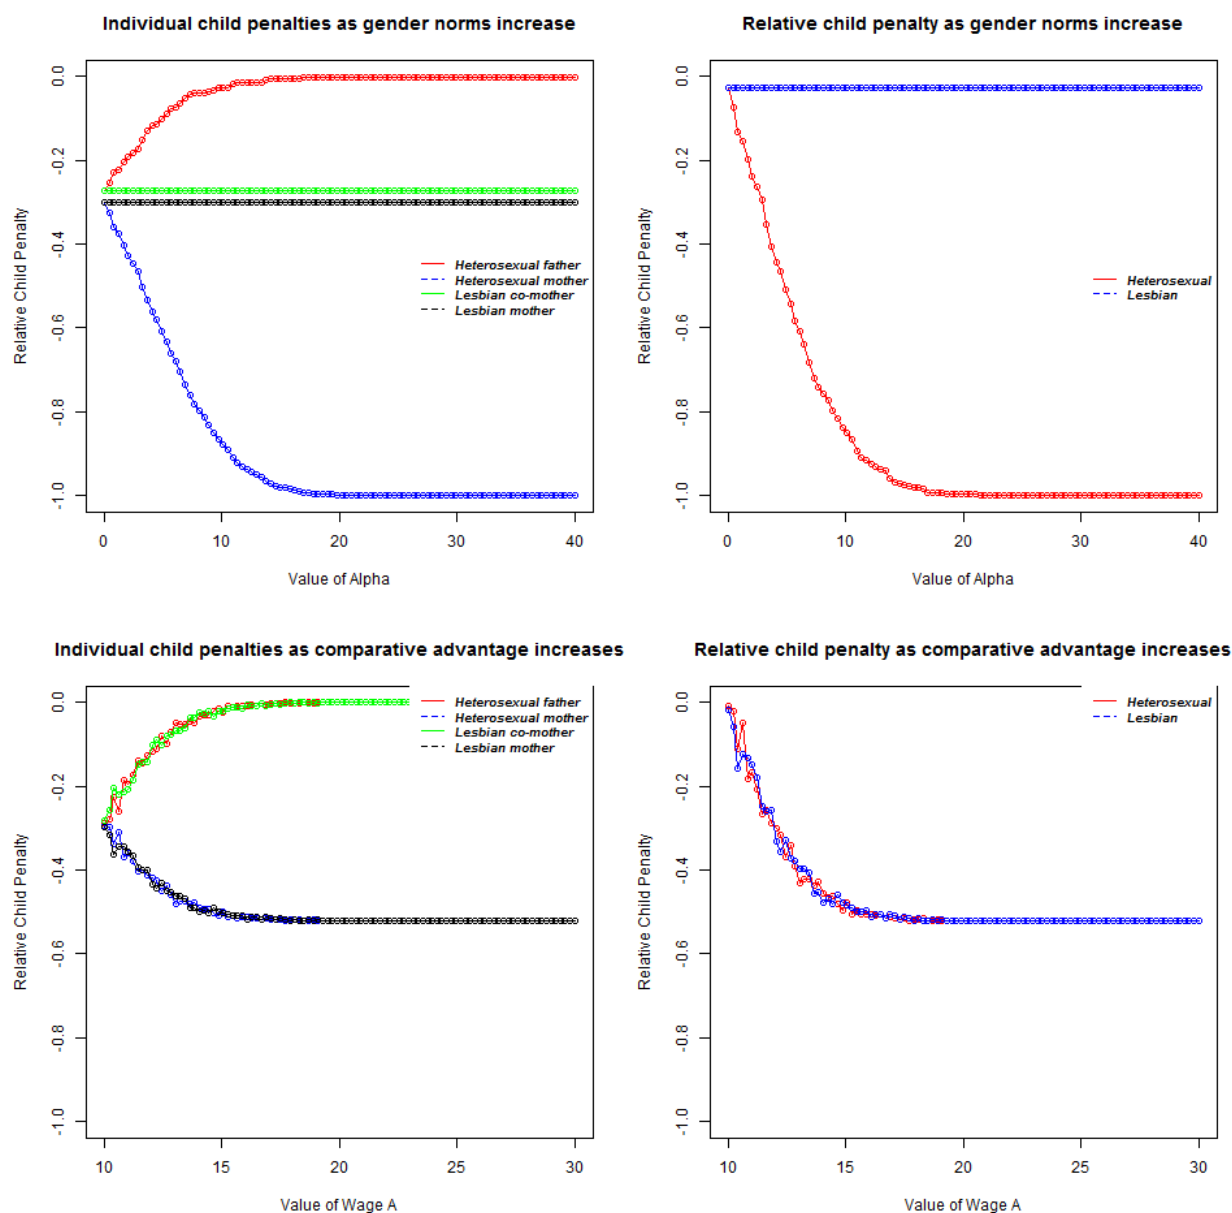 Individual child penalties as gender norms increase
Relative Child Penalty
0.0
-0.2
-0.4
-0.6
-0.8
-1.0
Heterosexual father
Heterosexual mother
Lesbian co-mother
Lesbian mother
0 10 20 30 40
Value of Alpha
Relative child penalty as gender norms increase
Relative Child Penalty
0.0
-0.2
-0.4
-0.6
-0.8
-1.0
Heterosexual
Lesbian
0 10 20 30 40
Value of Alpha
Individual child penalties as comparative advantage increases
Relative Child Penalty
0.0
-0.2
-0.4
-0.6
-0.8
-1.0
Heterosexual father
Heterosexual mother
Lesbian co-mother
Lesbian mother
10 15 20 30
Value of Wage A
Relative child penalty as comparative advantage increases
Relative Child Penalty
0.0
-0.2
-0.4
-0.6
-0.8
-1.0
Heterosexual
Lesbian
10 15 20 30
Value of Wage A